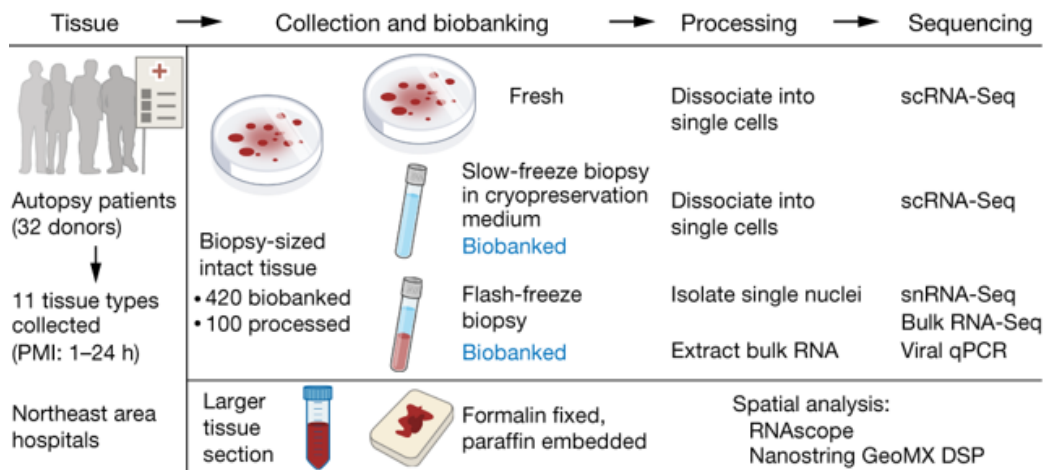 Tissue → Collection and biobanking → Processing → Sequencing
Autopsy patients
(32 donors)
11 tissue types
collected
(PMI: 1–24 h)
Northeast area
hospitals
Biopsy-sized
intact tissue
• 420 biobanked
• 100 processed
Fresh
Dissociate into
single cells
scRNA-Seq
Slow-freeze biopsy
in cryopreservation
medium
Biobanked
Dissociate into
single cells
scRNA-Seq
Flash-freeze
biopsy
Biobanked
Isolate single nuclei
Extract bulk RNA
snRNA-Seq
Bulk RNA-Seq
Viral qPCR
Larger
tissue
section
Formalin fixed,
paraffin embedded
Spatial analysis:
RNAscope
Nanostring GeoMX DSP